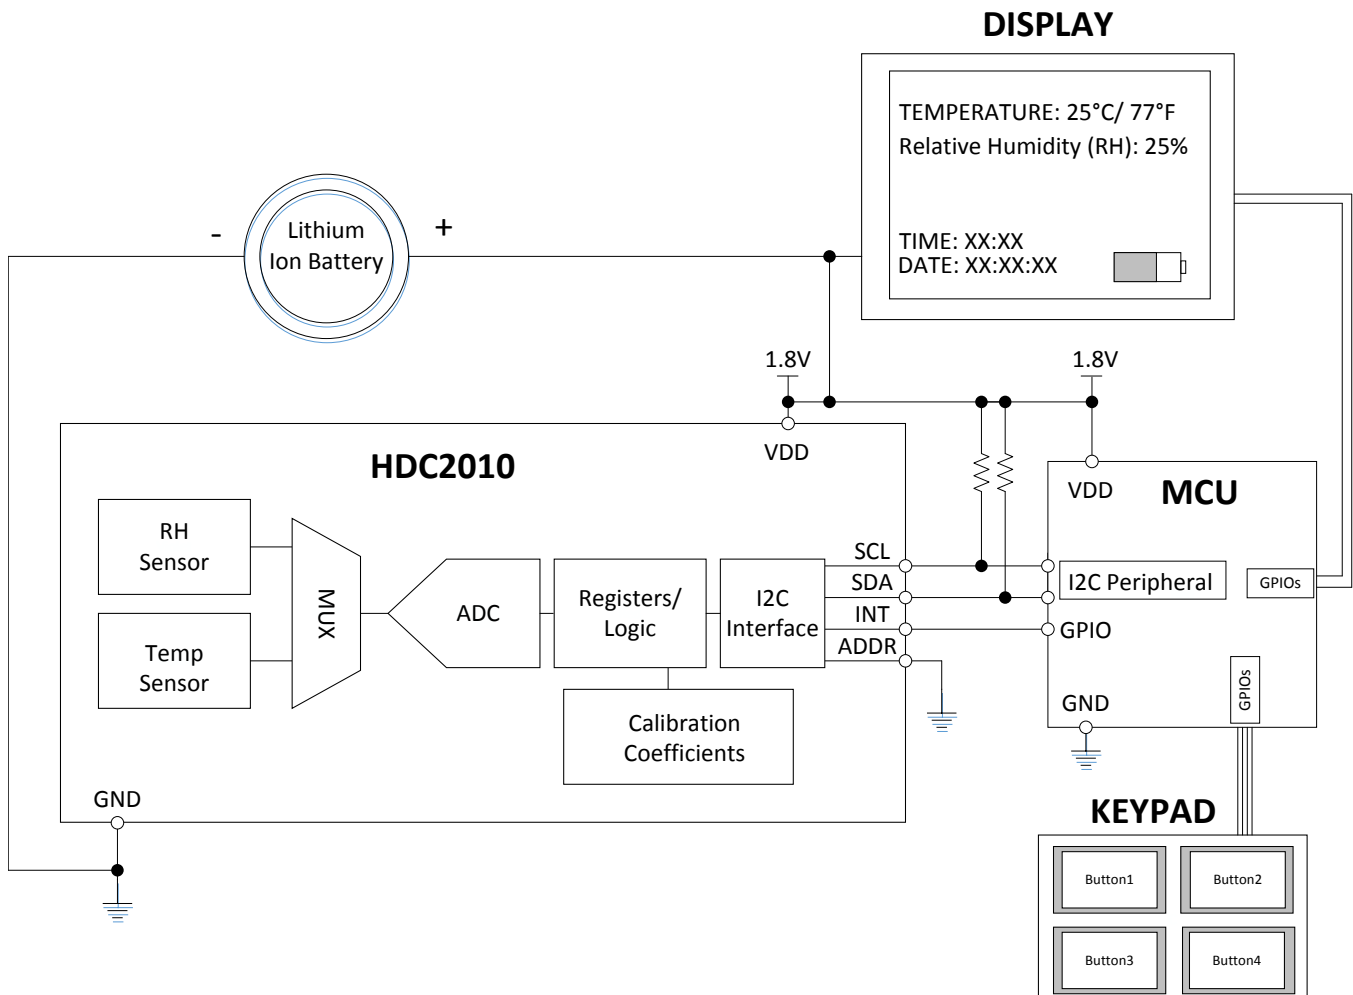 DISPLAY
TEMPERATURE: 25°C/ 77°F
Relative Humidity (RH): 25%
TIME: XX:XX
DATE: XX:XX:XX
-
Lithium
Ion Battery
+
1.8V
1.8V
HDC2010
VDD
RH
Sensor
Temp
Sensor
MUX
ADC
Registers/
Logic
I2C
Interface
Calibration
Coefficients
SCL
SDA
INT
ADDR
GND
MCU
VDD
I2C Peripheral
GPIOs
GPIO
GPIOs
GND
KEYPAD
Button1
Button2
Button3
Button4